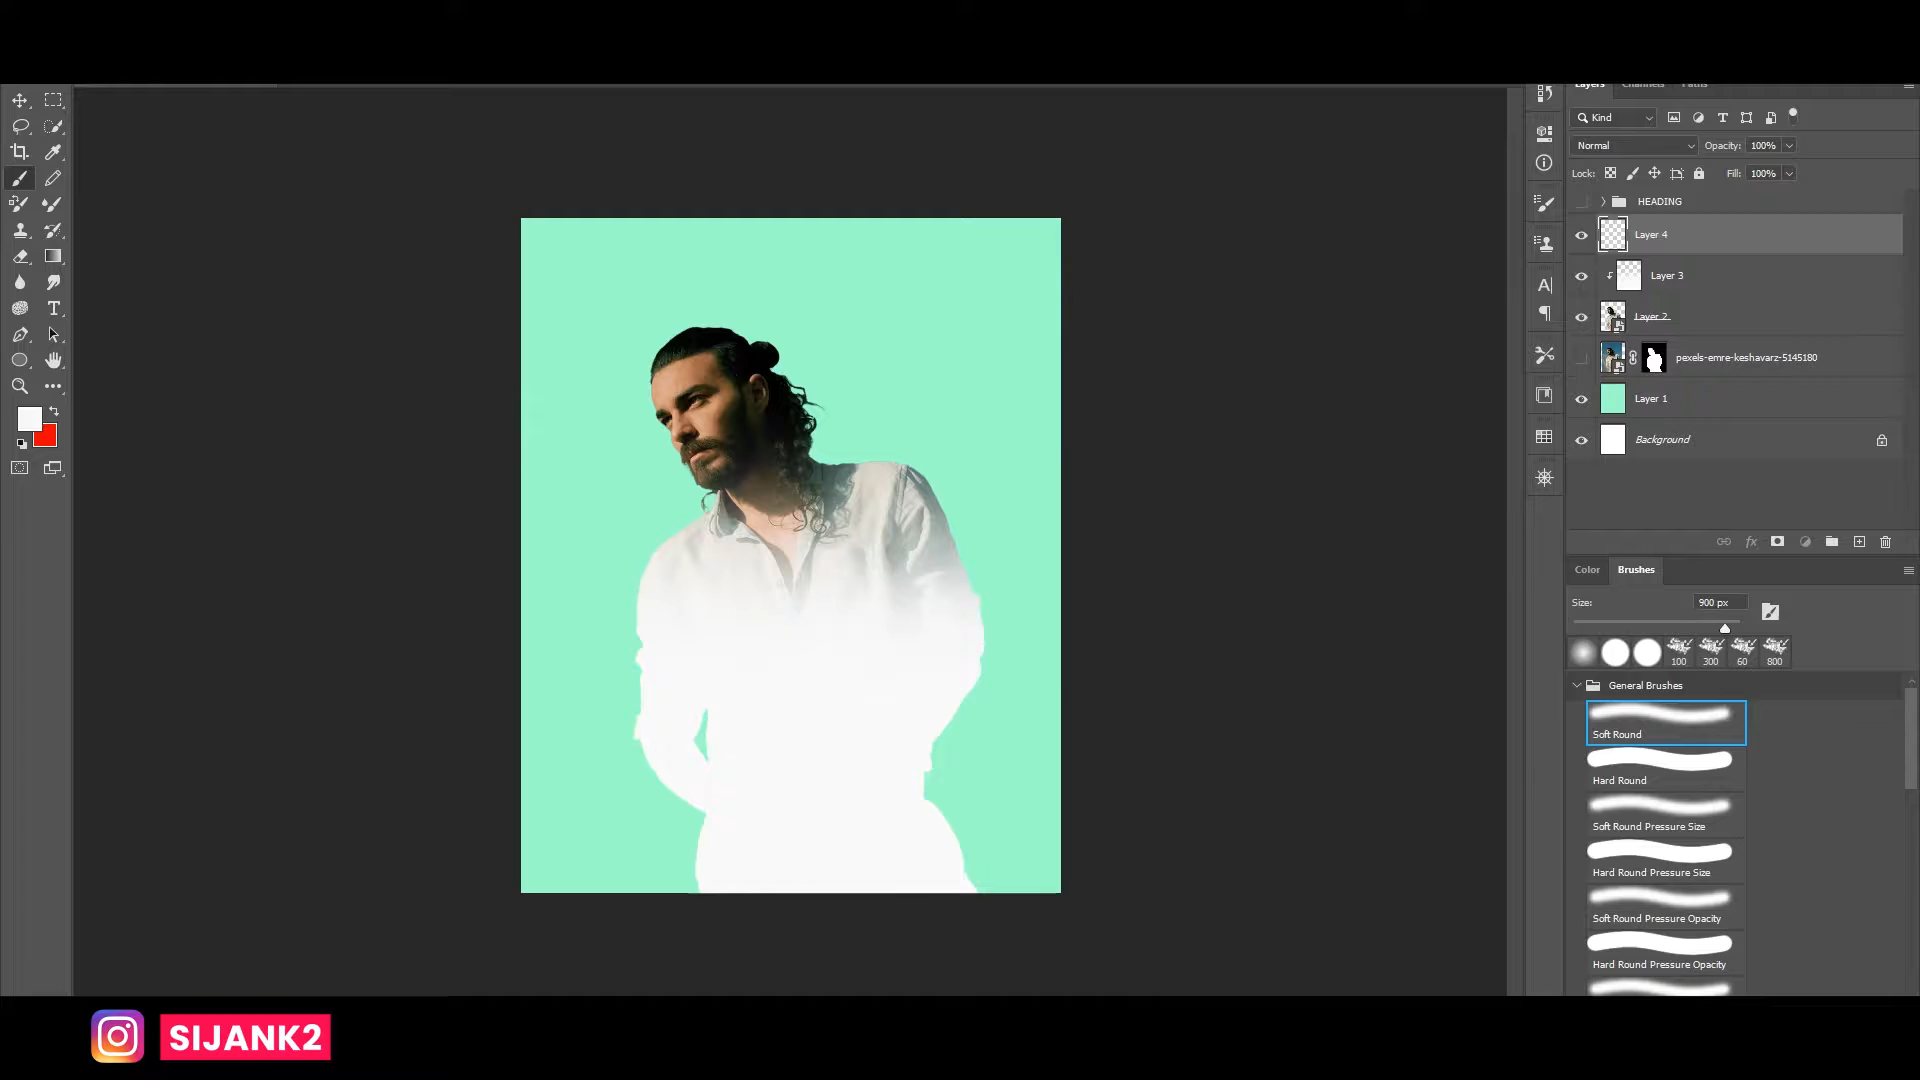 Layers Channels Paths
Kind
Normal Opacity: 100%
Lock: Fill: 100%
HEADING
Layer 4
Layer 3
Layer 2
pexels-emre-keshavarz-5145180
Layer 1
Background
Color Brushes
Size: 900 px
100 300 60 800
General Brushes
Soft Round
Hard Round
Soft Round Pressure Size
Hard Round Pressure Size
Soft Round Pressure Opacity
Hard Round Pressure Opacity
SIJANK2